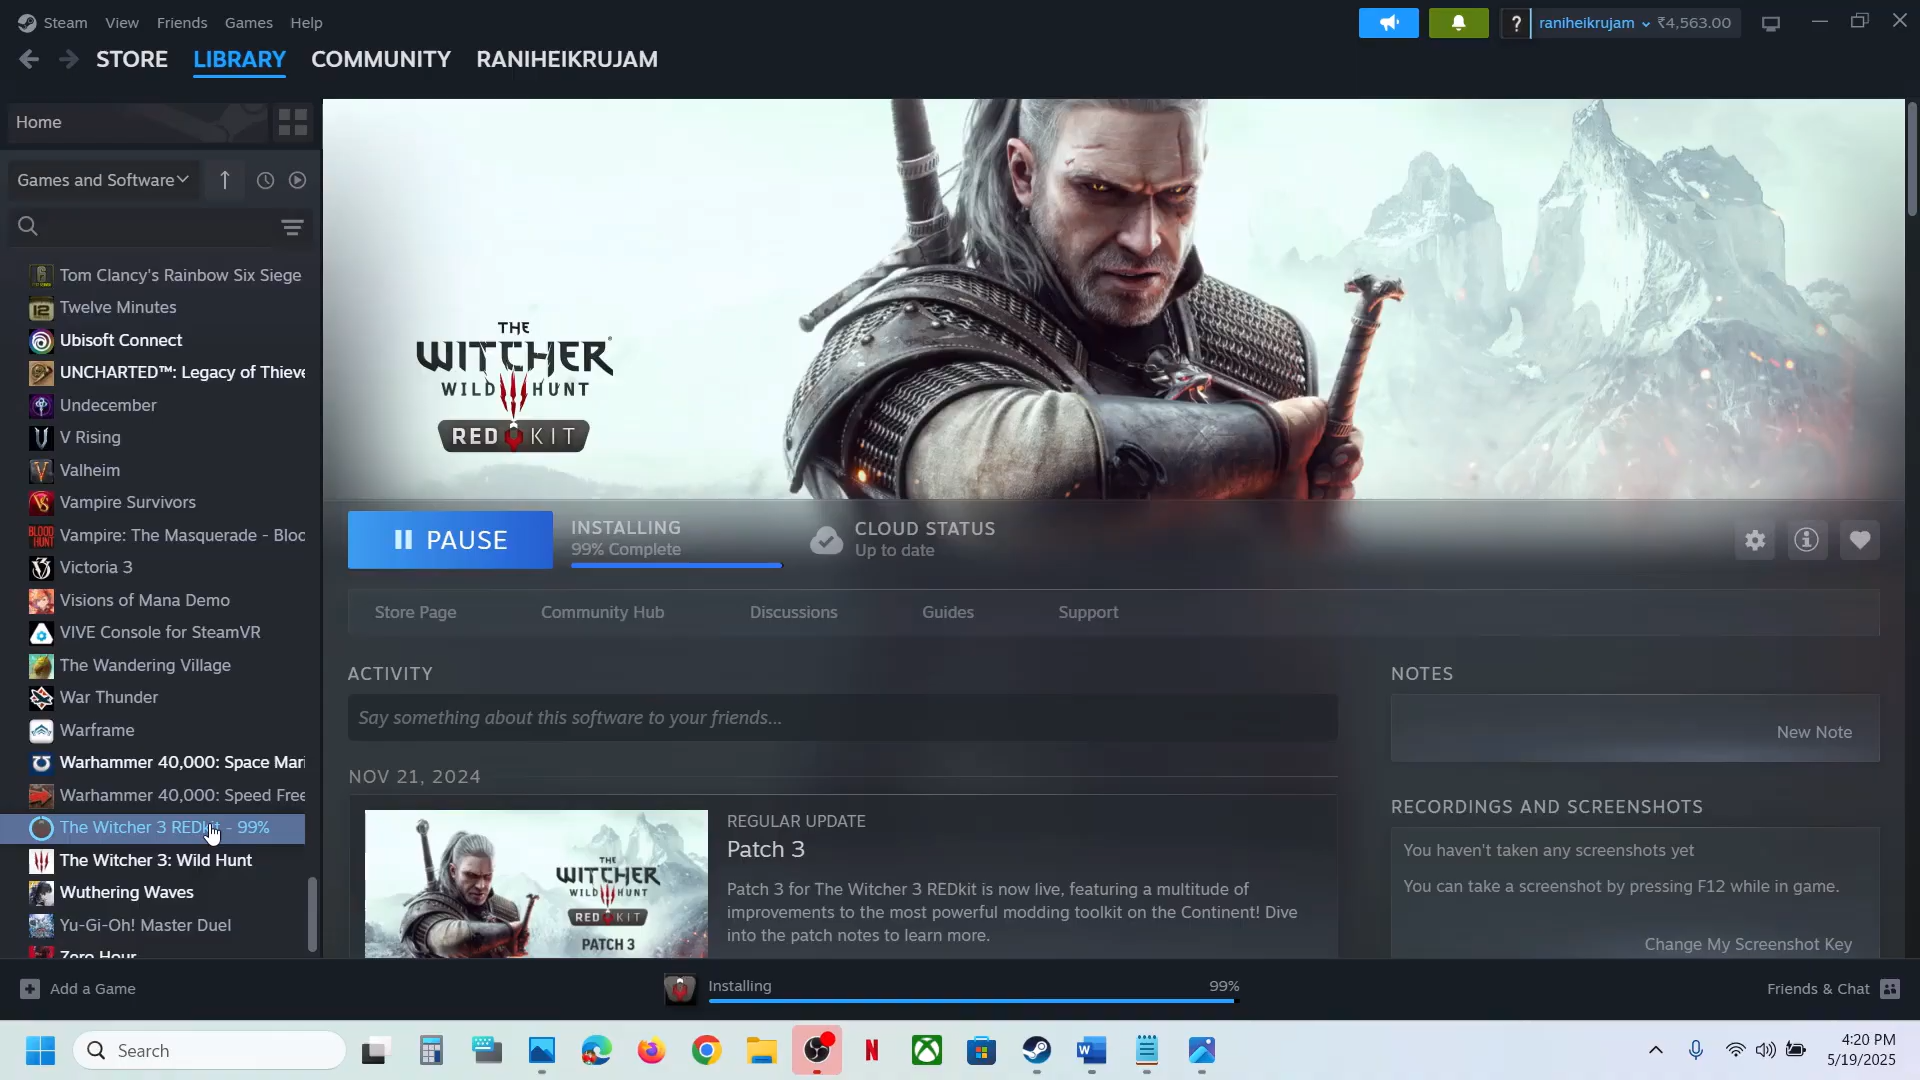 Steam View Friends Games Help
? raniheikrujam ₹4,563.00
STORE LIBRARY COMMUNITY RANIHEIKRUJAM
Home
Games and Software
Tom Clancy's Rainbow Six Siege
Twelve Minutes
Ubisoft Connect
UNCHARTED™: Legacy of Thieve
Undecember
V Rising
Valheim
Vampire Survivors
Vampire: The Masquerade - Bloo
Victoria 3
Visions of Mana Demo
VIVE Console for SteamVR
The Wandering Village
War Thunder
Warframe
Warhammer 40,000: Space Mari
Warhammer 40,000: Speed Free
The Witcher 3 REDkit - 99%
The Witcher 3: Wild Hunt
Wuthering Waves
Yu-Gi-Oh! Master Duel
Zero Hour
THE
WITCHER
WILD HUNT
RED KIT
PAUSE
INSTALLING
99% Complete
CLOUD STATUS
Up to date
Store Page Community Hub Discussions Guides Support
ACTIVITY
Say something about this software to your friends...
NOV 21, 2024
THE
WITCHER
WILD HUNT
RED KIT
PATCH 3
REGULAR UPDATE
Patch 3
Patch 3 for The Witcher 3 REDkit is now live, featuring a multitude of
improvements to the most powerful modding toolkit on the Continent! Dive
into the patch notes to learn more.
NOTES
New Note
RECORDINGS AND SCREENSHOTS
You haven't taken any screenshots yet
You can take a screenshot by pressing F12 while in game.
Change My Screenshot Key
Add a Game
Installing 99%
Friends & Chat
Search
4:20 PM
5/19/2025